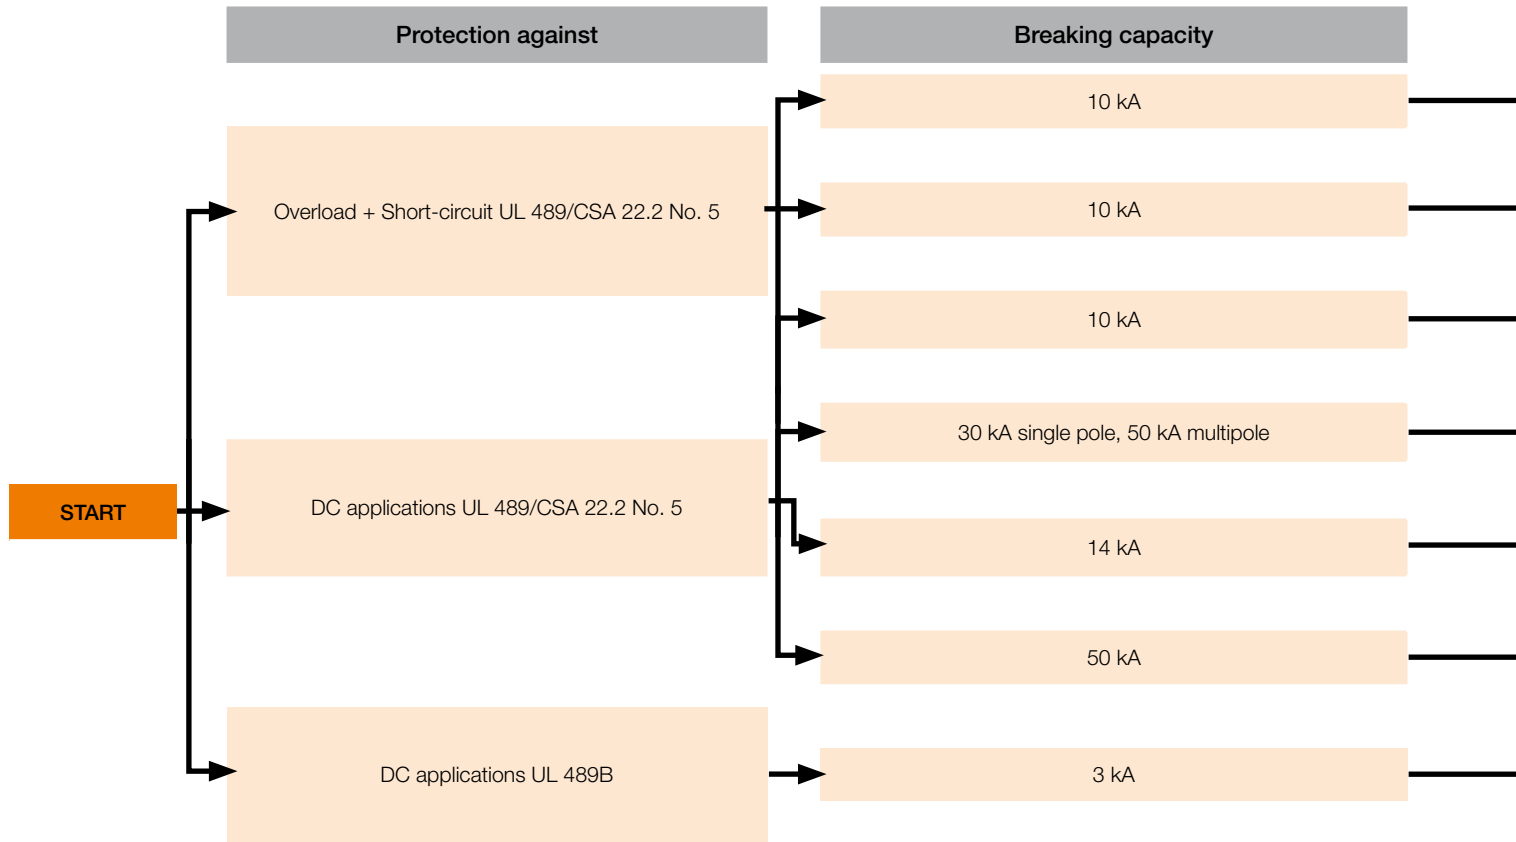 Protection against
Breaking capacity
10 kA
Overload + Short-circuit UL 489/CSA 22.2 No. 5
10 kA
10 kA
30 kA single pole, 50 kA multipole
START
DC applications UL 489/CSA 22.2 No. 5
14 kA
50 kA
DC applications UL 489B
3 kA